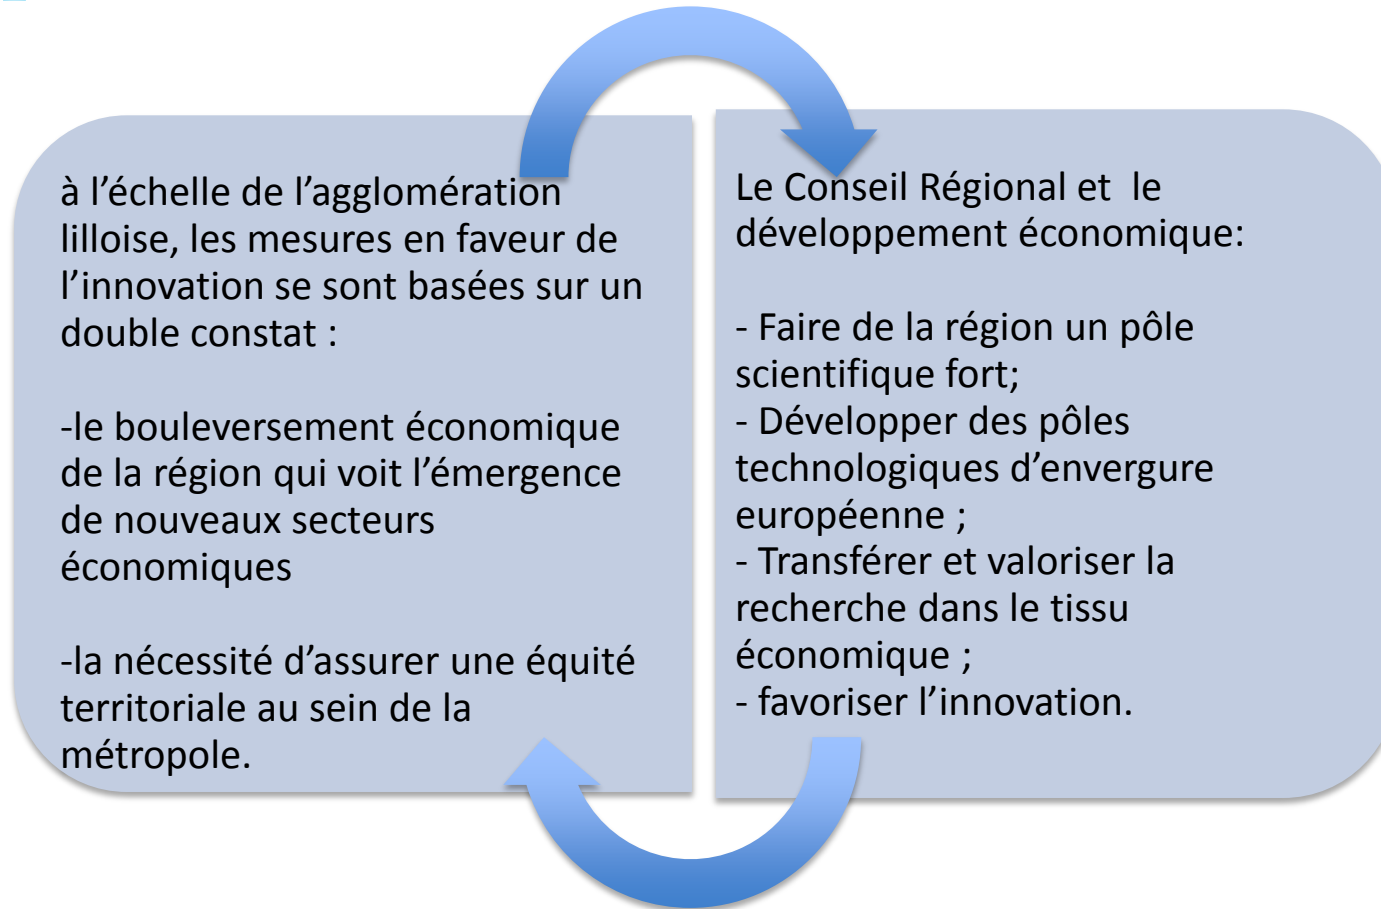 à l’échelle de l’agglomération
lilloise, les mesures en faveur de
l’innovation se sont basées sur un
double constat :
-le bouleversement économique
de la région qui voit l’émergence
de nouveaux secteurs
économiques
-la nécessité d’assurer une équité
territoriale au sein de la
métropole.
Le Conseil Régional et  le
développement économique:
- Faire de la région un pôle
scientifique fort;
- Développer des pôles
technologiques d’envergure
européenne ;
- Transférer et valoriser la
recherche dans le tissu
économique ;
- favoriser l’innovation.